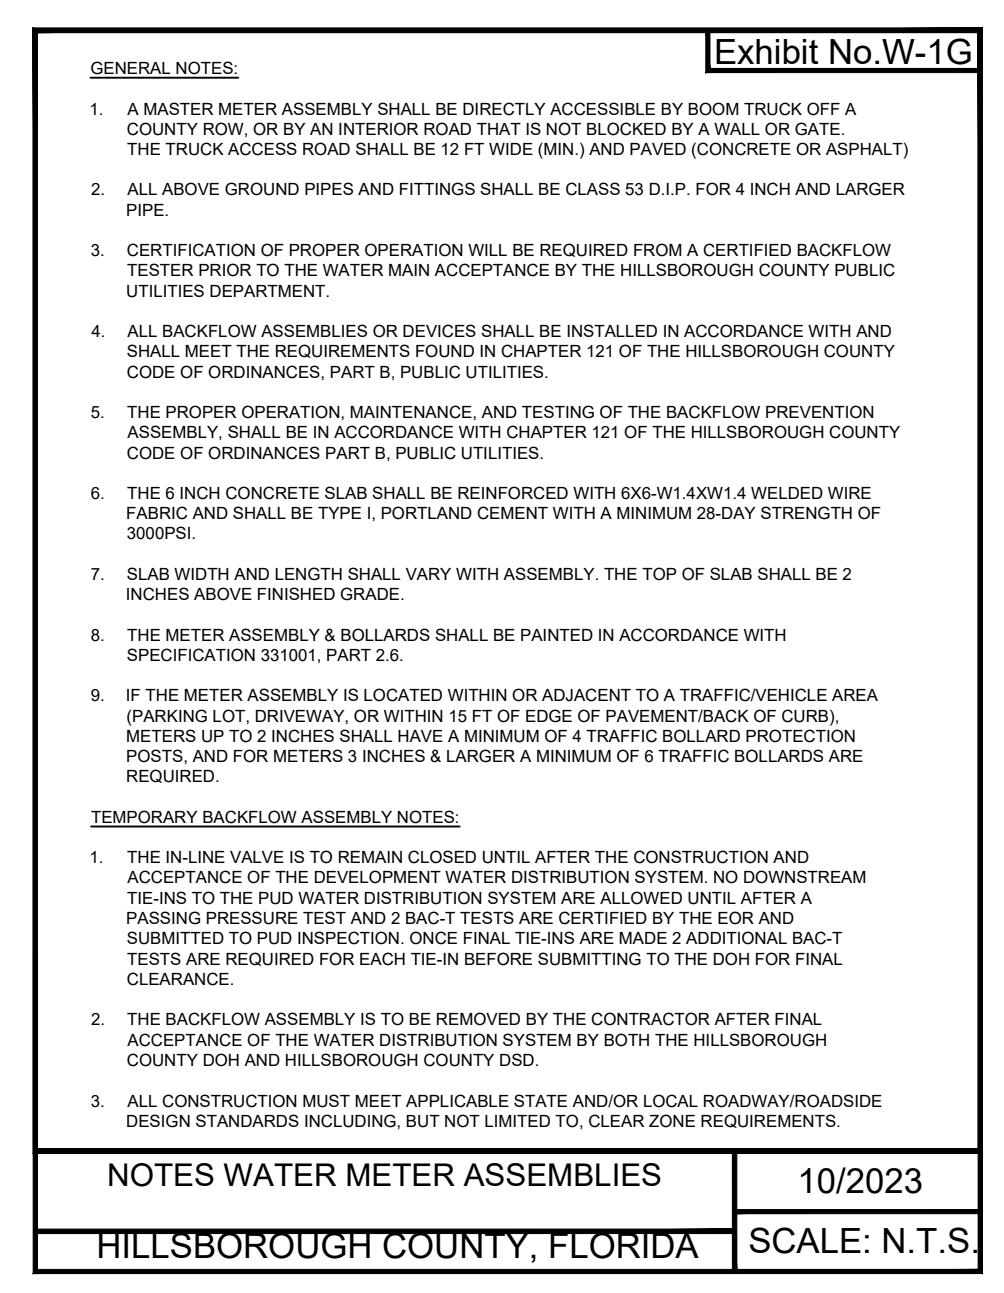 Exhibit No.W-1G
GENERAL NOTES:
1. A MASTER METER ASSEMBLY SHALL BE DIRECTLY ACCESSIBLE BY BOOM TRUCK OFF A
COUNTY ROW, OR BY AN INTERIOR ROAD THAT IS NOT BLOCKED BY A WALL OR GATE.
THE TRUCK ACCESS ROAD SHALL BE 12 FT WIDE (MIN.) AND PAVED (CONCRETE OR ASPHALT)
2. ALL ABOVE GROUND PIPES AND FITTINGS SHALL BE CLASS 53 D.I.P. FOR 4 INCH AND LARGER
PIPE.
3. CERTIFICATION OF PROPER OPERATION WILL BE REQUIRED FROM A CERTIFIED BACKFLOW
TESTER PRIOR TO THE WATER MAIN ACCEPTANCE BY THE HILLSBOROUGH COUNTY PUBLIC
UTILITIES DEPARTMENT.
4. ALL BACKFLOW ASSEMBLIES OR DEVICES SHALL BE INSTALLED IN ACCORDANCE WITH AND
SHALL MEET THE REQUIREMENTS FOUND IN CHAPTER 121 OF THE HILLSBOROUGH COUNTY
CODE OF ORDINANCES, PART B, PUBLIC UTILITIES.
5. THE PROPER OPERATION, MAINTENANCE, AND TESTING OF THE BACKFLOW PREVENTION
ASSEMBLY, SHALL BE IN ACCORDANCE WITH CHAPTER 121 OF THE HILLSBOROUGH COUNTY
CODE OF ORDINANCES PART B, PUBLIC UTILITIES.
6. THE 6 INCH CONCRETE SLAB SHALL BE REINFORCED WITH 6X6-W1.4XW1.4 WELDED WIRE
FABRIC AND SHALL BE TYPE I, PORTLAND CEMENT WITH A MINIMUM 28-DAY STRENGTH OF
3000PSI.
7. SLAB WIDTH AND LENGTH SHALL VARY WITH ASSEMBLY. THE TOP OF SLAB SHALL BE 2
INCHES ABOVE FINISHED GRADE.
8. THE METER ASSEMBLY & BOLLARDS SHALL BE PAINTED IN ACCORDANCE WITH
SPECIFICATION 331001, PART 2.6.
9. IF THE METER ASSEMBLY IS LOCATED WITHIN OR ADJACENT TO A TRAFFIC/VEHICLE AREA
(PARKING LOT, DRIVEWAY, OR WITHIN 15 FT OF EDGE OF PAVEMENT/BACK OF CURB),
METERS UP TO 2 INCHES SHALL HAVE A MINIMUM OF 4 TRAFFIC BOLLARD PROTECTION
POSTS, AND FOR METERS 3 INCHES & LARGER A MINIMUM OF 6 TRAFFIC BOLLARDS ARE
REQUIRED.
TEMPORARY BACKFLOW ASSEMBLY NOTES:
1. THE IN-LINE VALVE IS TO REMAIN CLOSED UNTIL AFTER THE CONSTRUCTION AND
ACCEPTANCE OF THE DEVELOPMENT WATER DISTRIBUTION SYSTEM. NO DOWNSTREAM
TIE-INS TO THE PUD WATER DISTRIBUTION SYSTEM ARE ALLOWED UNTIL AFTER A
PASSING PRESSURE TEST AND 2 BAC-T TESTS ARE CERTIFIED BY THE EOR AND
SUBMITTED TO PUD INSPECTION. ONCE FINAL TIE-INS ARE MADE 2 ADDITIONAL BAC-T
TESTS ARE REQUIRED FOR EACH TIE-IN BEFORE SUBMITTING TO THE DOH FOR FINAL
CLEARANCE.
2. THE BACKFLOW ASSEMBLY IS TO BE REMOVED BY THE CONTRACTOR AFTER FINAL
ACCEPTANCE OF THE WATER DISTRIBUTION SYSTEM BY BOTH THE HILLSBOROUGH
COUNTY DOH AND HILLSBOROUGH COUNTY DSD.
3. ALL CONSTRUCTION MUST MEET APPLICABLE STATE AND/OR LOCAL ROADWAY/ROADSIDE
DESIGN STANDARDS INCLUDING, BUT NOT LIMITED TO, CLEAR ZONE REQUIREMENTS.
NOTES WATER METER ASSEMBLIES
10/2023
HILLSBOROUGH COUNTY, FLORIDA
SCALE: N.T.S.